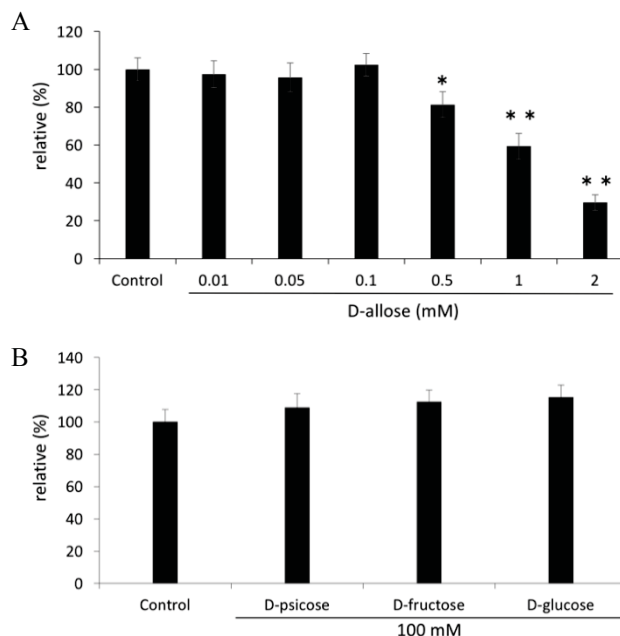 A
120
100
80
60
40
20
0
relative (%)
*
* *
* *
Control 0.01 0.05 0.1 0.5 1 2
D-allose (mM)
B
140
120
100
80
60
40
20
0
relative (%)
Control D-psicose D-fructose D-glucose
100 mM